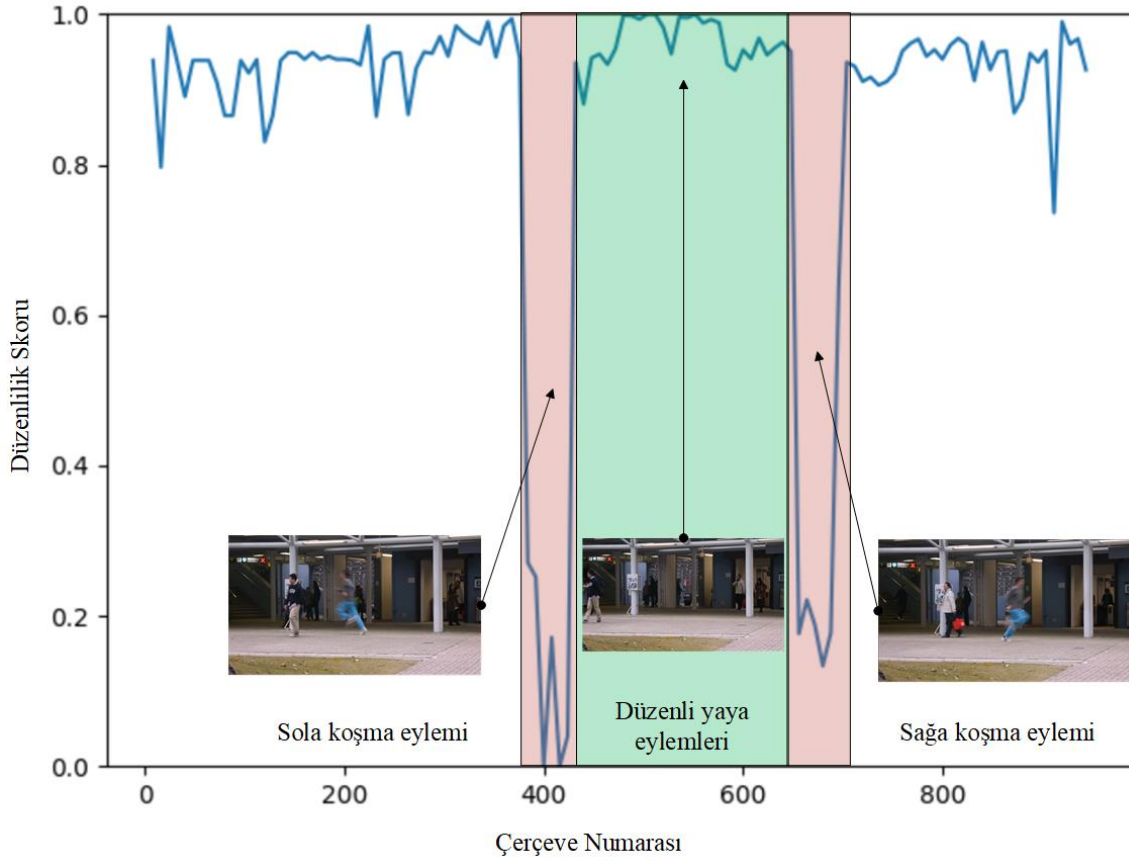 1.0
0.8
0.6
0.4
0.2
0.0
Düzenlilik Skoru
Sola koşma eylemi
Düzenli yaya
eylemleri
Sağa koşma eylemi
0
200
400
600
800
Çerçeve Numarası